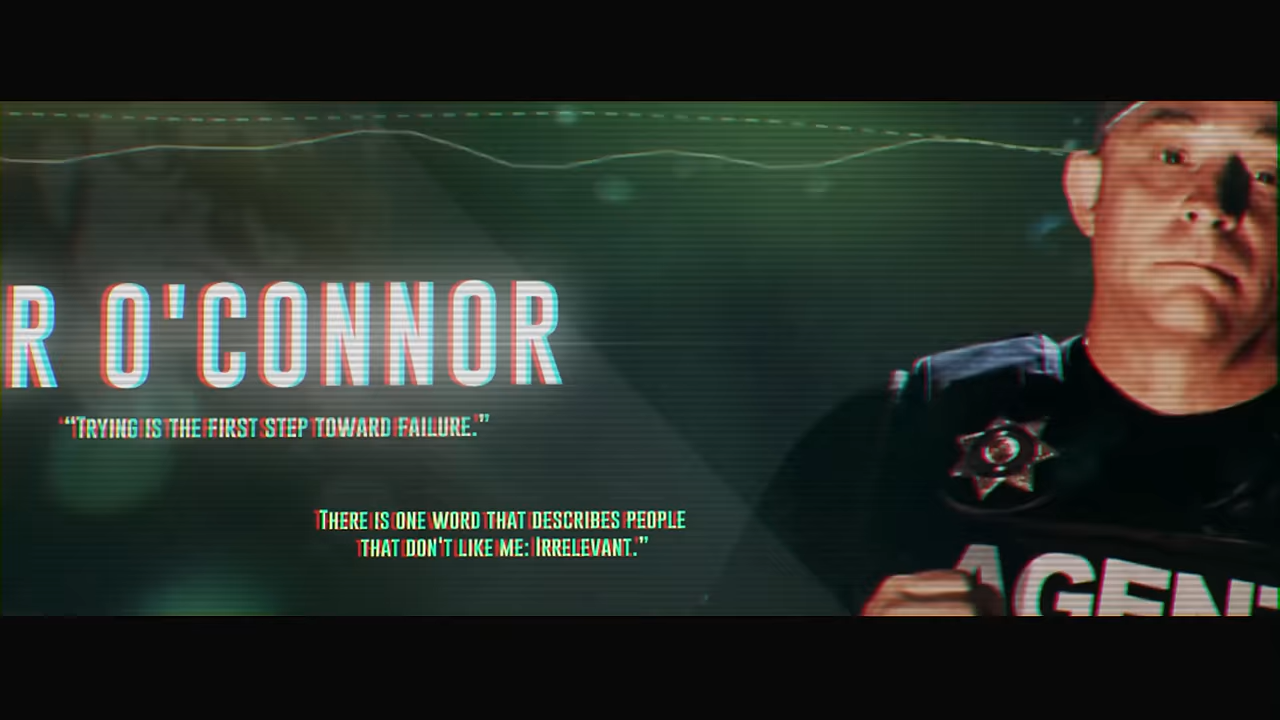 R O'CONNOR
“Trying is the first step toward failure.”
There is one word that describes people
that don't like me: Irrelevant.”
AGENT